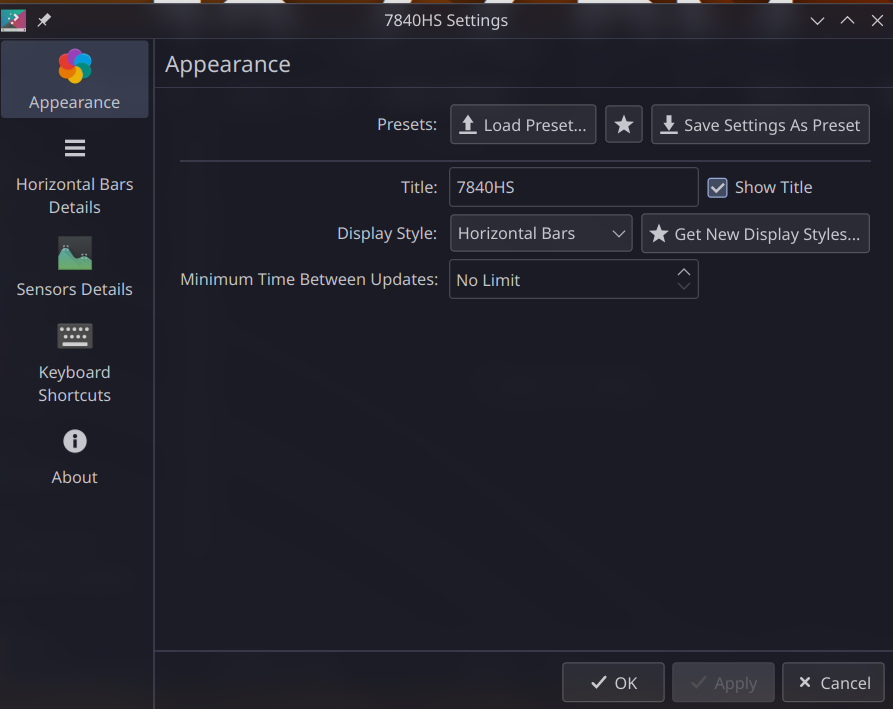 7840HS Settings
Appearance
Horizontal Bars
Details
Sensors Details
Keyboard
Shortcuts
About
Appearance
Presets: Load Preset... Save Settings As Preset
Title: 7840HS Show Title
Display Style: Horizontal Bars Get New Display Styles...
Minimum Time Between Updates: No Limit
OK Apply Cancel